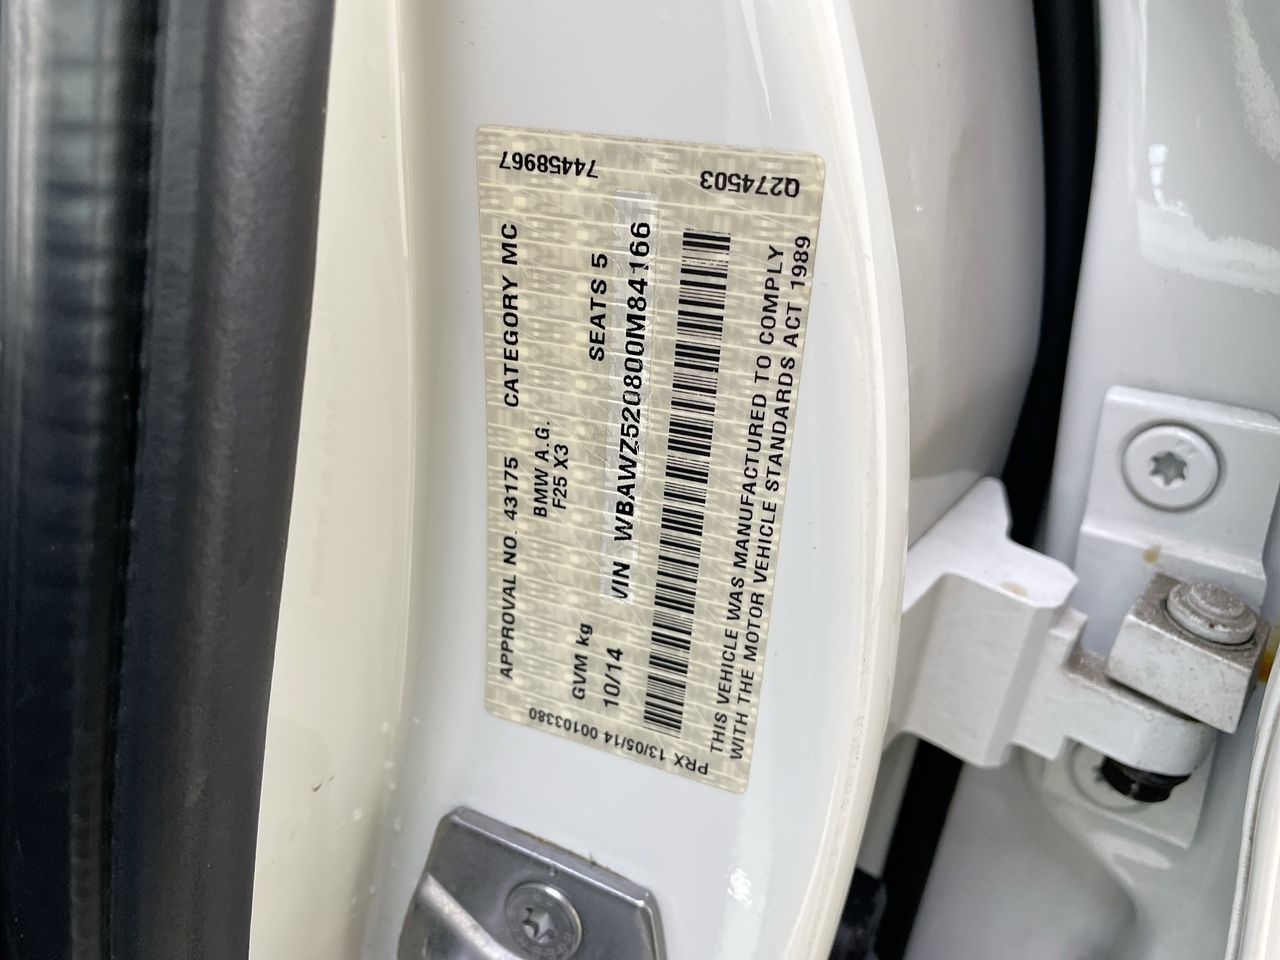 74458967
Q274503
APPROVAL NO. 43175 CATEGORY MC
BMW A.G.
F25 X3
GVM kg SEATS 5
10/14 VIN WBAWZ520800M84166
THIS VEHICLE WAS MANUFACTURED TO COMPLY
WITH THE MOTOR VEHICLE STANDARDS ACT 1989
PRX 13/05/14 00103380